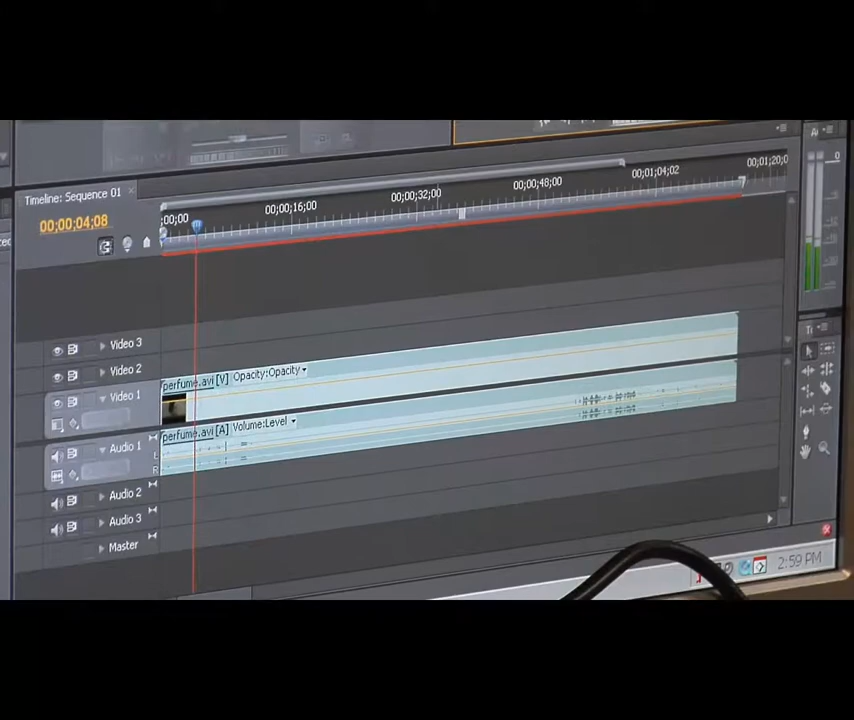 Timeline: Sequence 01 ×
00;00;04;08
;00;00
00;00;16;00
00;00;32;00
00;00;48;00
00;01;04;02
00;01;20;0
0
Video 3
Video 2
Video 1
perfume.avi [V] Opacity:Opacity
Audio 1
perfume.avi [A] Volume:Level
L
R
Audio 2
Audio 3
Master
2:59 PM